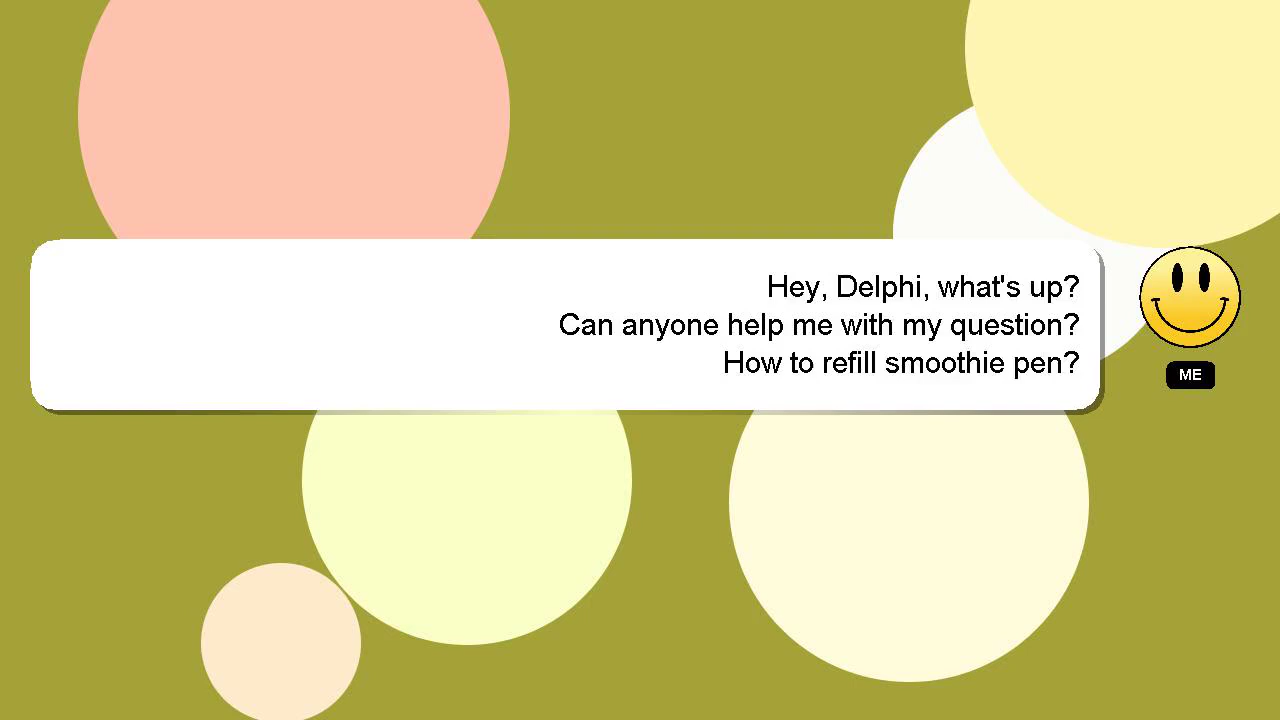 Hey, Delphi, what's up?
Can anyone help me with my question?
How to refill smoothie pen?
ME